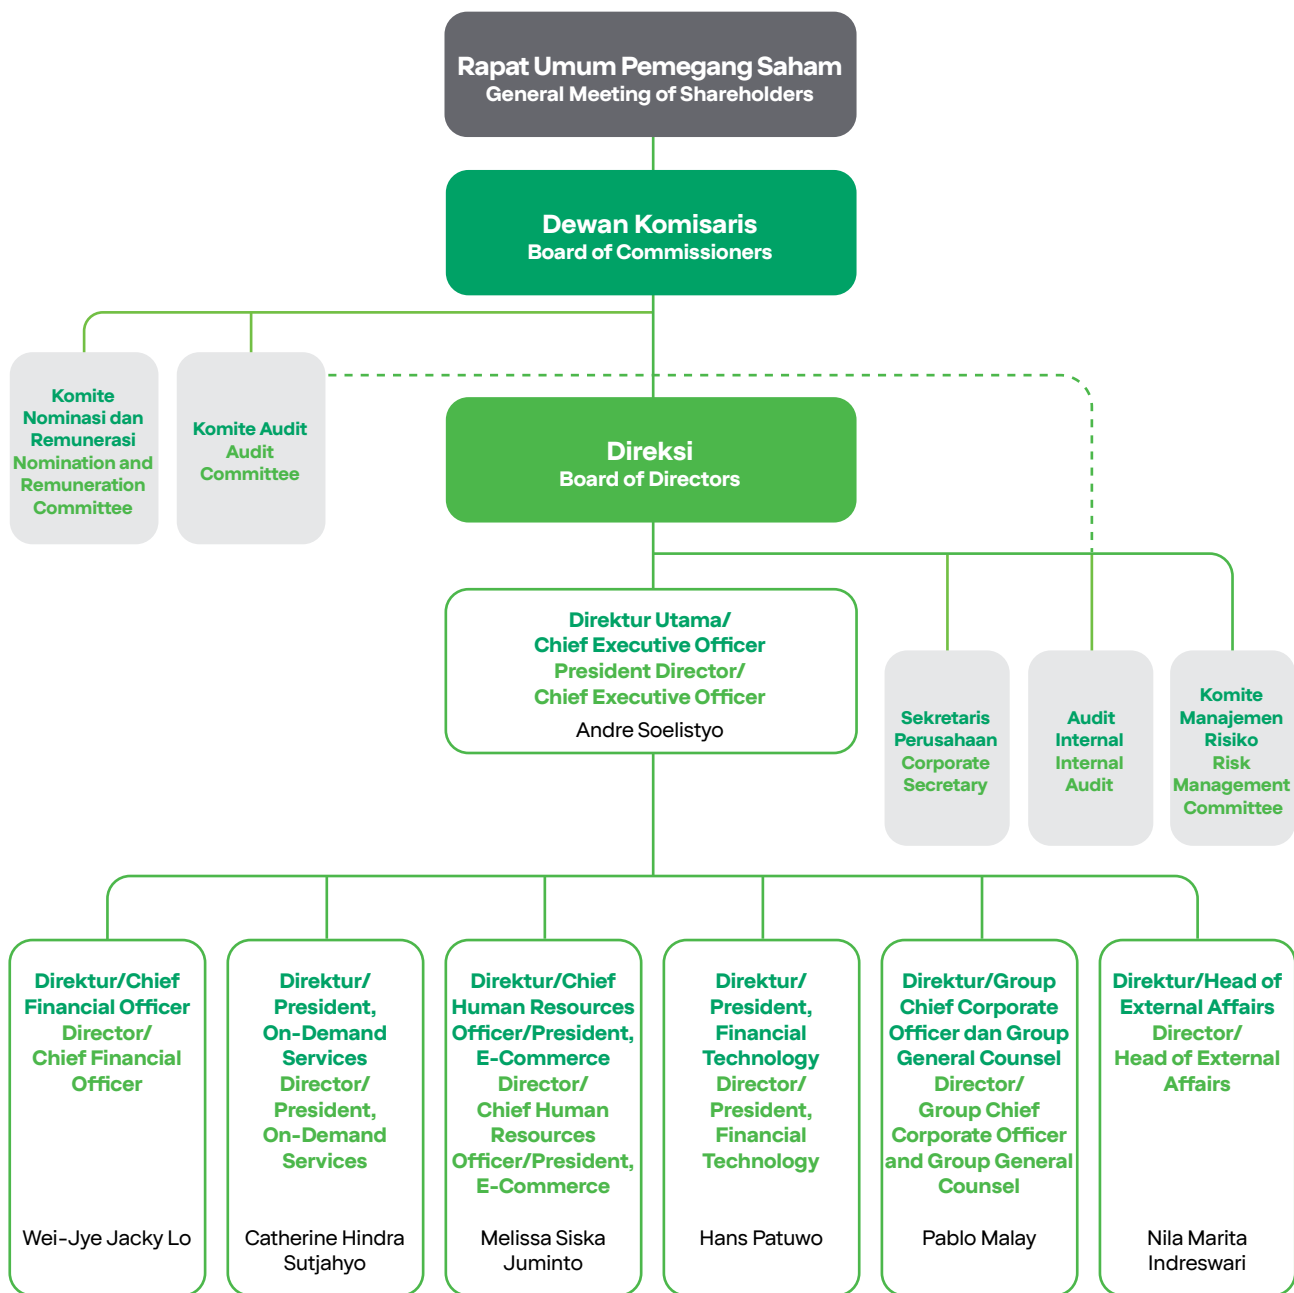 Rapat Umum Pemegang Saham
General Meeting of Shareholders
Dewan Komisaris
Board of Commissioners
Komite
Nominasi dan
Remunerasi
Nomination and
Remuneration
Committee
Komite Audit
Audit
Committee
Direksi
Board of Directors
Direktur Utama/
Chief Executive Officer
President Director/
Chief Executive Officer
Andre Soelistyo
Sekretaris
Perusahaan
Corporate
Secretary
Audit
Internal
Internal
Audit
Komite
Manajemen
Risiko
Risk
Management
Committee
Direktur/Chief
Financial Officer
Director/
Chief Financial
Officer
Wei-Jye Jacky Lo
Direktur/
President,
On-Demand
Services
Director/
President,
On-Demand
Services
Catherine Hindra
Sutjahyo
Direktur/Chief
Human Resources
Officer/President,
E-Commerce
Director/
Chief Human
Resources
Officer/President,
E-Commerce
Melissa Siska
Juminto
Direktur/
President,
Financial
Technology
Director/
President,
Financial
Technology
Hans Patuwo
Direktur/Group
Chief Corporate
Officer dan Group
General Counsel
Director/
Group Chief
Corporate Officer
and Group General
Counsel
Pablo Malay
Direktur/Head of
External Affairs
Director/
Head of External
Affairs
Nila Marita
Indreswari